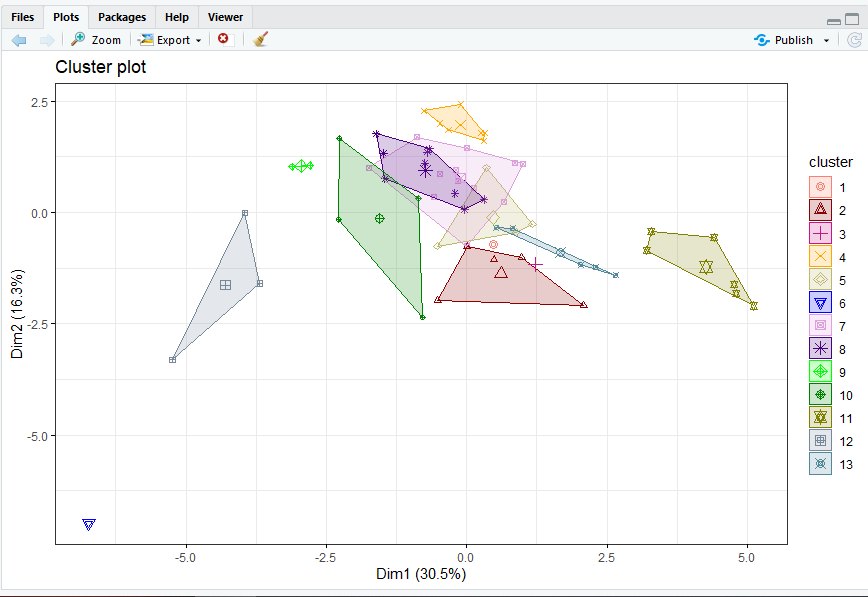 Files Plots Packages Help Viewer
Zoom Export Publish
Cluster plot
2.5
0.0
-2.5
-5.0
Dim2 (16.3%)
-5.0 -2.5 0.0 2.5 5.0
Dim1 (30.5%)
cluster
1
2
3
4
5
6
7
8
9
10
11
12
13